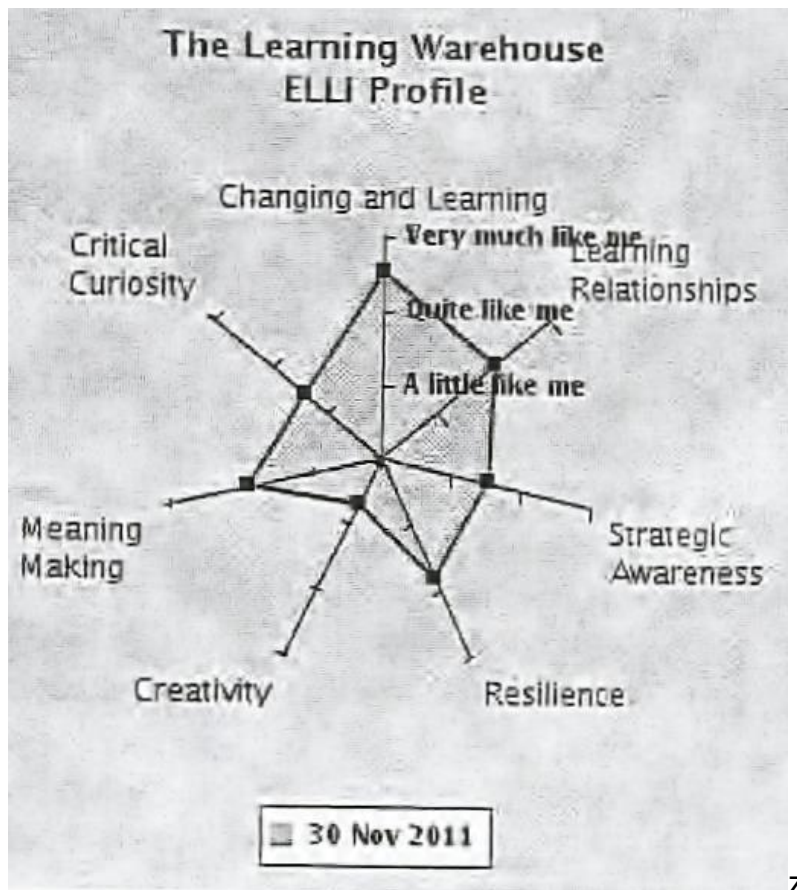 The Learning Warehouse
ELLI Profile
Changing and Learning
Very much like me
Learning
Relationships
Critical
Curiosity
Quite like me
A little like me
Meaning
Making
Strategic
Awareness
Creativity
Resilience
30 Nov 2011
7